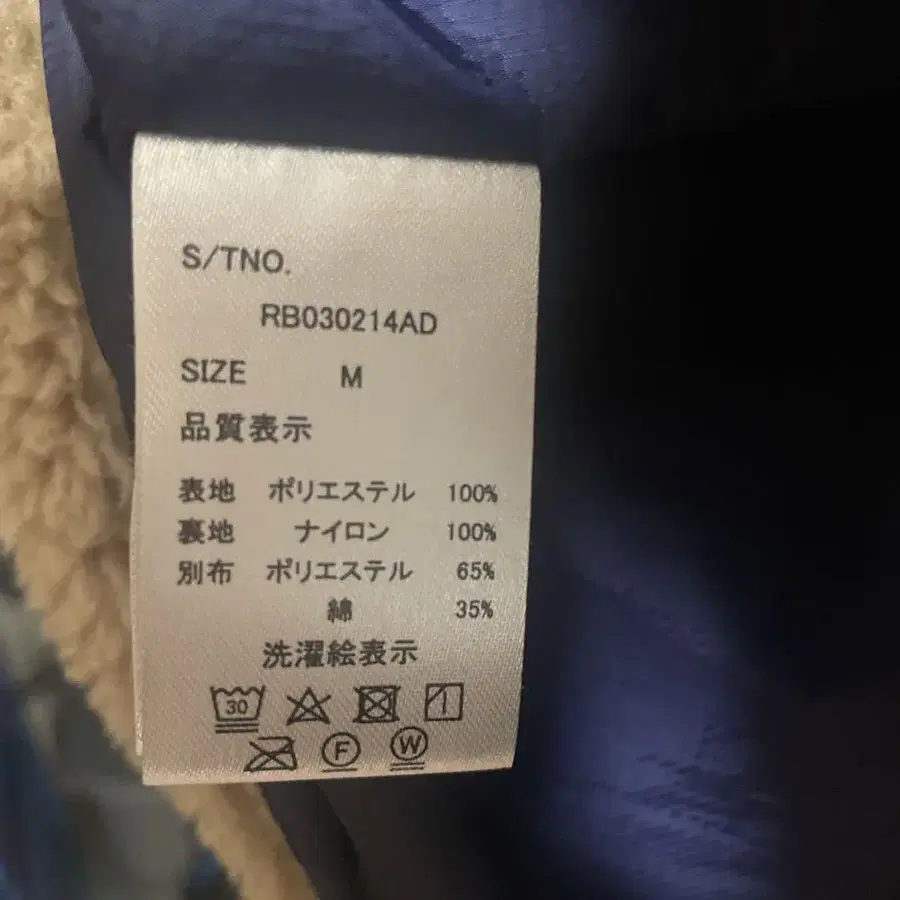 S/TNO.
RB030214AD
SIZE M
品質表示
表地 ポリエステル 100%
裏地 ナイロン 100%
別布 ポリエステル 65%
綿 35%
洗濯絵表示
30
F W